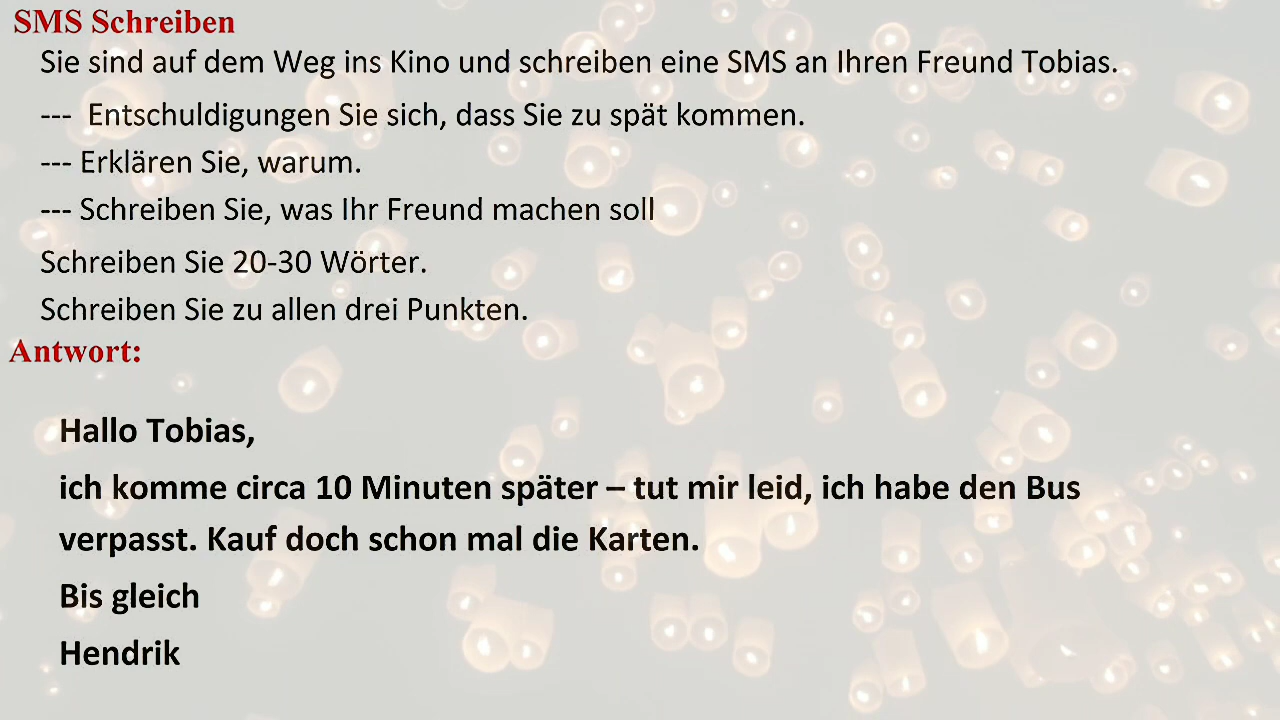 SMS Schreiben
Sie sind auf dem Weg ins Kino und schreiben eine SMS an Ihren Freund Tobias.
--- Entschuldigungen Sie sich, dass Sie zu spät kommen.
--- Erklären Sie, warum.
--- Schreiben Sie, was Ihr Freund machen soll
Schreiben Sie 20-30 Wörter.
Schreiben Sie zu allen drei Punkten.
Antwort:
Hallo Tobias,
ich komme circa 10 Minuten später – tut mir leid, ich habe den Bus
verpasst. Kauf doch schon mal die Karten.
Bis gleich
Hendrik